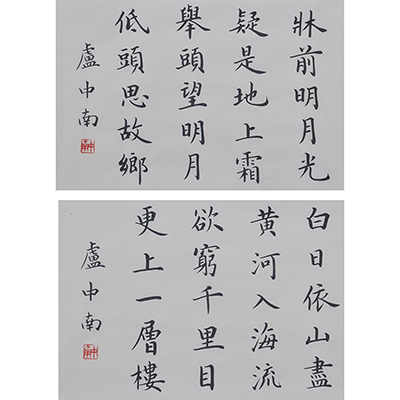 牀前明月光
疑是地上霜
舉頭望明月
低頭思故鄉
盧中南
白日依山盡
黄河入海流
欲窮千里目
更上一層樓
盧中南